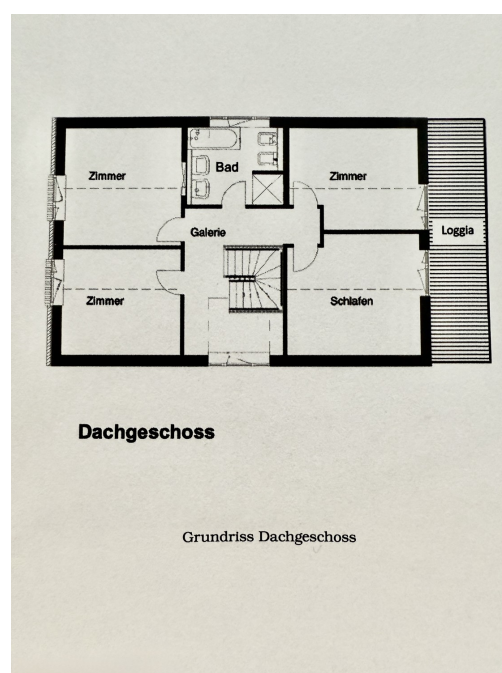 Zimmer
Bad
Zimmer
Galerie
Loggia
Zimmer
Schlafen
Dachgeschoss
Grundriss Dachgeschoss